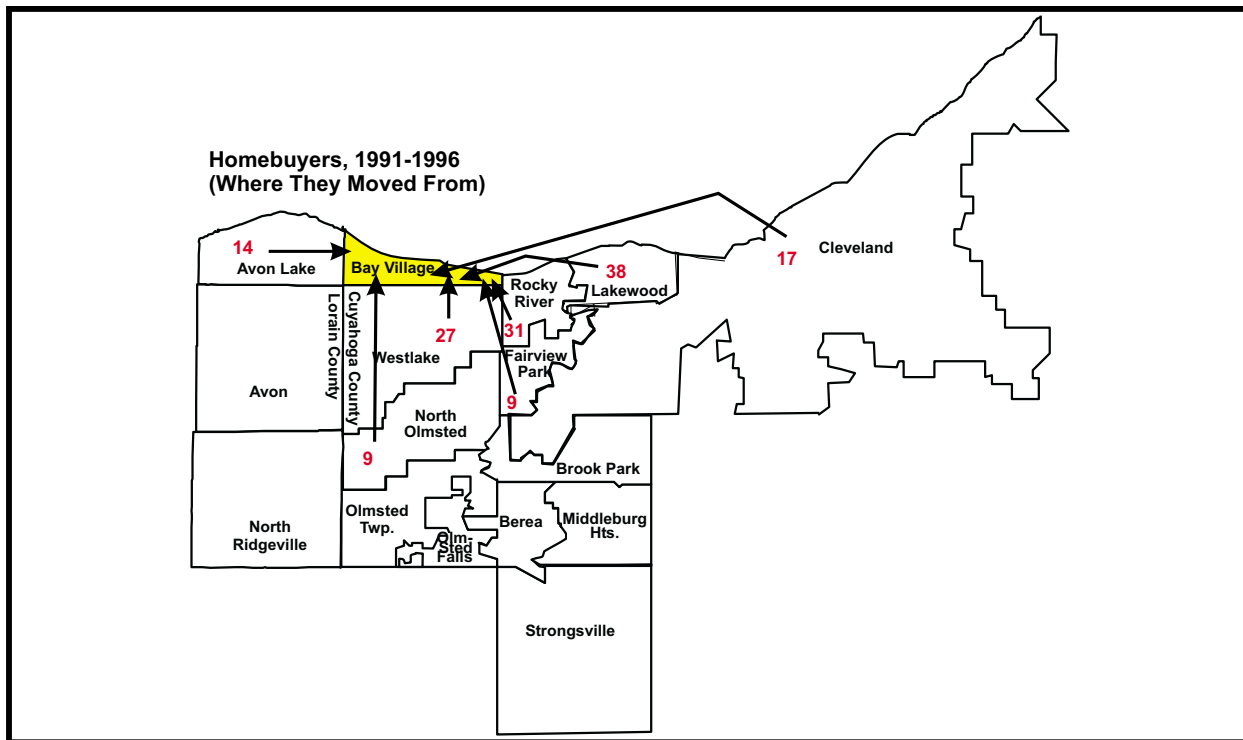 Homebuyers, 1991-1996
(Where They Moved From)
14
Avon Lake
Bay Village
17
Cleveland
38
Lakewood
Rocky
River
31
27
Westlake
Fairview
Park
9
Cuyahoga County
Lorain County
Avon
North
Olmsted
9
Brook Park
Olmsted
Twp.
Olm-
Sted
Falls
Berea
Middleburg
Hts.
North
Ridgeville
Strongsville